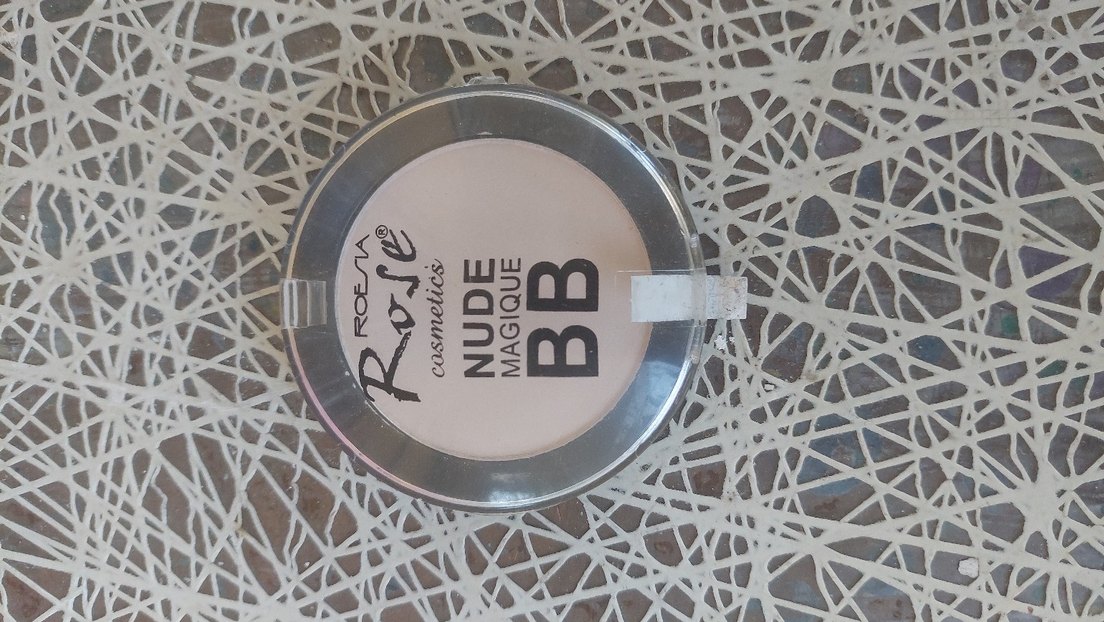 ROESIA
Rose®
cosmetics
NUDE
MAGIQUE
BB